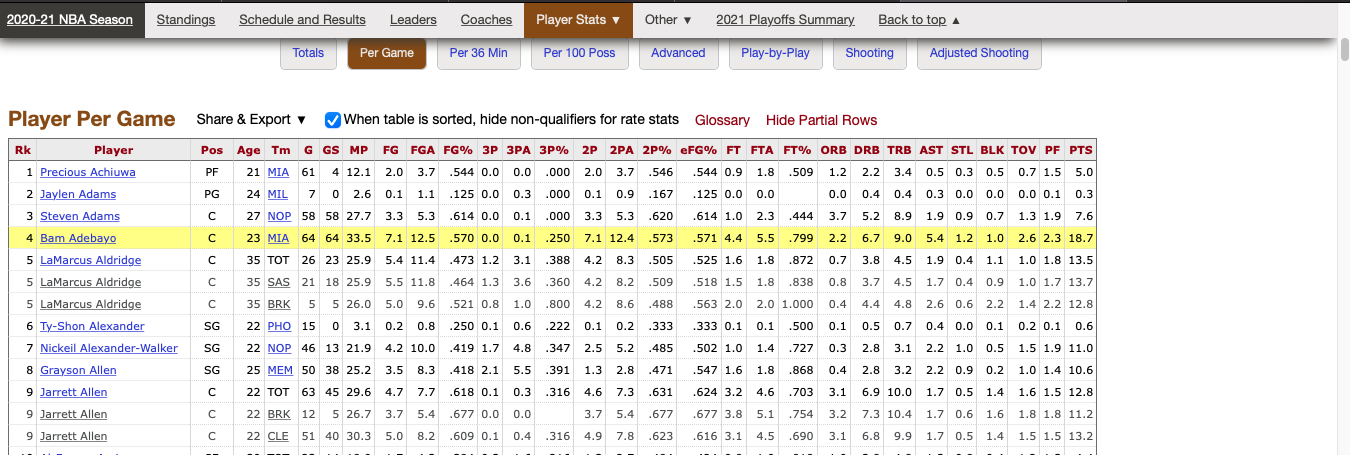 2020-21 NBA Season Standings Schedule and Results Leaders Coaches Player Stats ▼ Other ▼ 2021 Playoffs Summary Back to top ▲
Totals Per Game Per 36 Min Per 100 Poss Advanced Play-by-Play Shooting Adjusted Shooting
Player Per Game Share & Export ▼ When table is sorted, hide non-qualifiers for rate stats Glossary Hide Partial Rows
Rk Player Pos Age Tm G GS MP FG FGA FG% 3P 3PA 3P% 2P 2PA 2P% eFG% FT FTA FT% ORB DRB TRB AST STL BLK TOV PF PTS
1 Precious Achiuwa PF 21 MIA 61 4 12.1 2.0 3.7 .544 0.0 0.0 .000 2.0 3.7 .546 .544 0.9 1.8 .509 1.2 2.2 3.4 0.5 0.3 0.5 0.7 1.5 5.0
2 Jaylen Adams PG 24 MIL 7 0 2.6 0.1 1.1 .125 0.0 0.3 .000 0.1 0.9 .167 .125 0.0 0.0 0.0 0.4 0.4 0.3 0.0 0.0 0.0 0.1 0.3
3 Steven Adams C 27 NOP 58 58 27.7 3.3 5.3 .614 0.0 0.1 .000 3.3 5.3 .620 .614 1.0 2.3 .444 3.7 5.2 8.9 1.9 0.9 0.7 1.3 1.9 7.6
4 Bam Adebayo C 23 MIA 64 64 33.5 7.1 12.5 .570 0.0 0.1 .250 7.1 12.4 .573 .571 4.4 5.5 .799 2.2 6.7 9.0 5.4 1.2 1.0 2.6 2.3 18.7
5 LaMarcus Aldridge C 35 TOT 26 23 25.9 5.4 11.4 .473 1.2 3.1 .388 4.2 8.3 .505 .525 1.6 1.8 .872 0.7 3.8 4.5 1.9 0.4 1.1 1.0 1.8 13.5
5 LaMarcus Aldridge C 35 SAS 21 18 25.9 5.5 11.8 .464 1.3 3.6 .360 4.2 8.2 .509 .518 1.5 1.8 .838 0.8 3.7 4.5 1.7 0.4 0.9 1.0 1.7 13.7
5 LaMarcus Aldridge C 35 BRK 5 5 26.0 5.0 9.6 .521 0.8 1.0 .800 4.2 8.6 .488 .563 2.0 2.0 1.000 0.4 4.4 4.8 2.6 0.6 2.2 1.4 2.2 12.8
6 Ty-Shon Alexander SG 22 PHO 15 0 3.1 0.2 0.8 .250 0.1 0.6 .222 0.1 0.2 .333 .333 0.1 0.1 .500 0.1 0.5 0.7 0.4 0.0 0.1 0.2 0.1 0.6
7 Nickeil Alexander-Walker SG 22 NOP 46 13 21.9 4.2 10.0 .419 1.7 4.8 .347 2.5 5.2 .485 .502 1.0 1.4 .727 0.3 2.8 3.1 2.2 1.0 0.5 1.5 1.9 11.0
8 Grayson Allen SG 25 MEM 50 38 25.2 3.5 8.3 .418 2.1 5.5 .391 1.3 2.8 .471 .547 1.6 1.8 .868 0.4 2.8 3.2 2.2 0.9 0.2 1.0 1.4 10.6
9 Jarrett Allen C 22 TOT 63 45 29.6 4.7 7.7 .618 0.1 0.3 .316 4.6 7.3 .631 .624 3.2 4.6 .703 3.1 6.9 10.0 1.7 0.5 1.4 1.6 1.5 12.8
9 Jarrett Allen C 22 BRK 12 5 26.7 3.7 5.4 .677 0.0 0.0 3.7 5.4 .677 .677 3.8 5.1 .754 3.2 7.3 10.4 1.7 0.6 1.6 1.8 1.8 11.2
9 Jarrett Allen C 22 CLE 51 40 30.3 5.0 8.2 .609 0.1 0.4 .316 4.9 7.8 .623 .616 3.1 4.5 .690 3.1 6.8 9.9 1.7 0.5 1.4 1.5 1.5 13.2